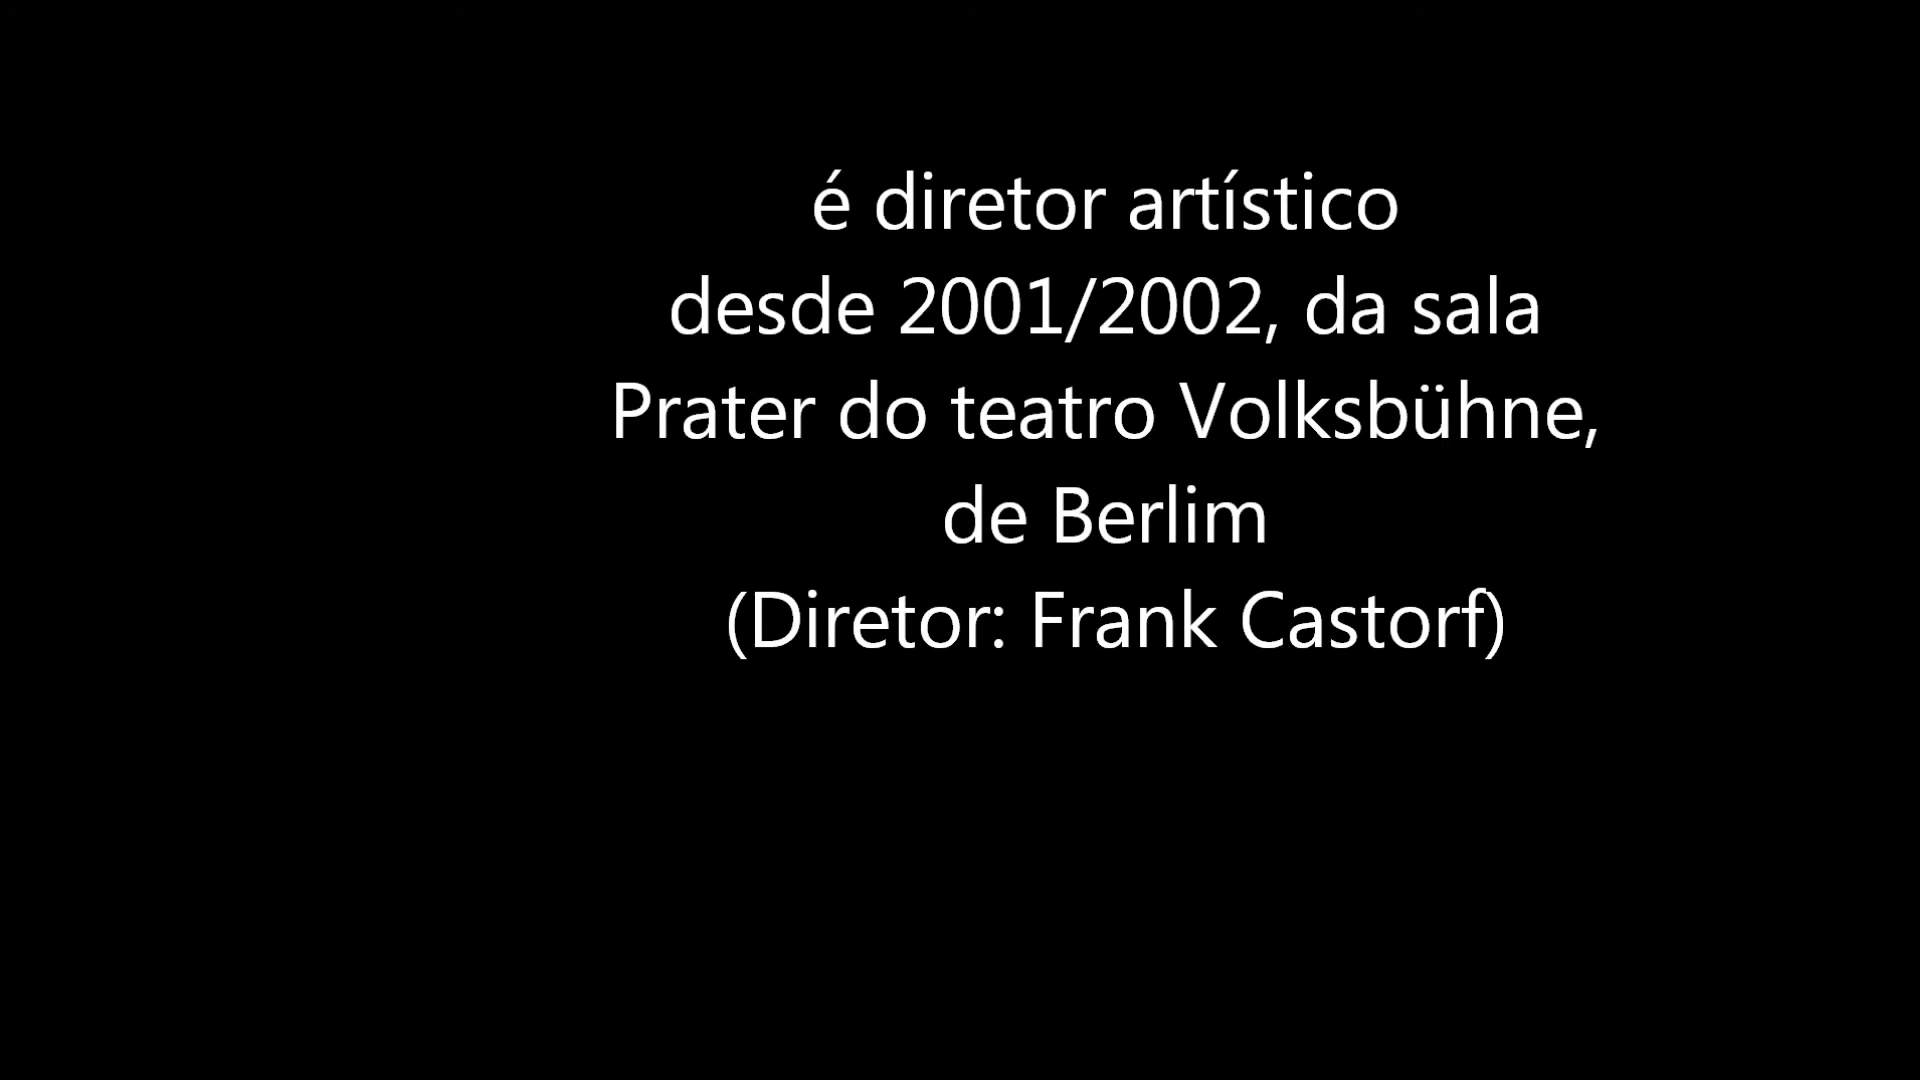 é diretor artístico
desde 2001/2002, da sala
Prater do teatro Volksbühne,
de Berlim
(Diretor: Frank Castorf)